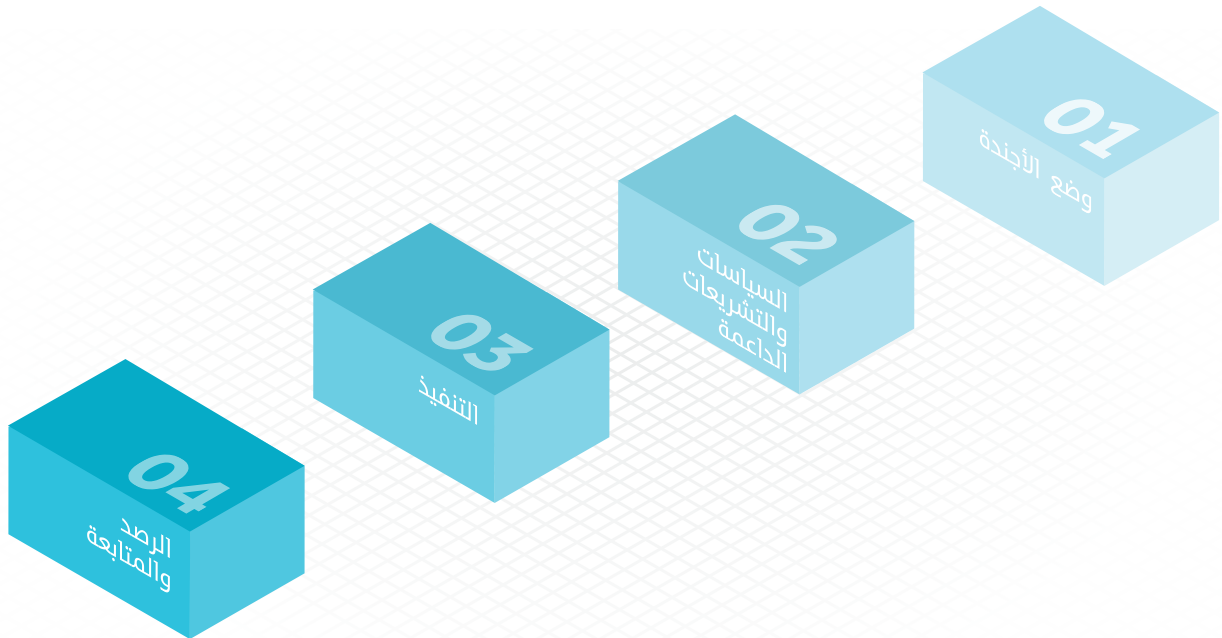 01
وضع الأجندة
02
السياسات
والتشريعات
الداعمة
03
التنفيذ
04
الرصد
والمتابعة